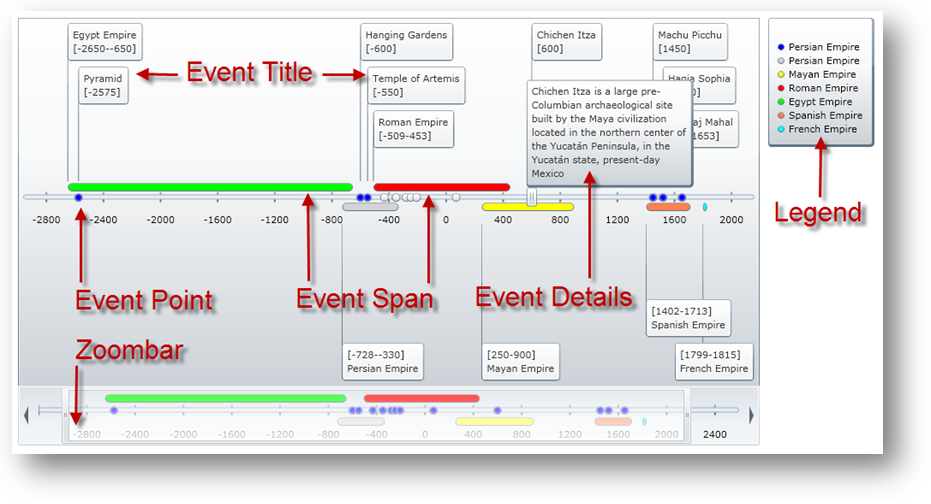 Egypt Empire
[-2650--650]
Hanging Gardens
[-600]
Chichen Itza
[600]
Machu Picchu
[1450]
Pyramid
[-2575]
Event Title
Temple of Artemis
[-550]
Hagia Sophia
Roman Empire
[-509-453]
Mahal
1653]
Chichen Itza is a large pre-
Columbian archaeological site
built by the Maya civilization
located in the northern center of
the Yucatán Peninsula, in the
Yucatán state, present-day
Mexico
Persian Empire
Persian Empire
Mayan Empire
Roman Empire
Egypt Empire
Spanish Empire
French Empire
Legend
-2800 -2400 -2000 -1600 -1200 -800 -400 0 400 800 1200 1600 2000
Event Point
Event Span
Event Details
[1402-1713]
Spanish Empire
Zoombar
[-728--330]
Persian Empire
[250-900]
Mayan Empire
[1799-1815]
French Empire
-2800 -2400 -2000 -1600 -1200 -800 -400 0 400 800 1200 1600 2000 2400